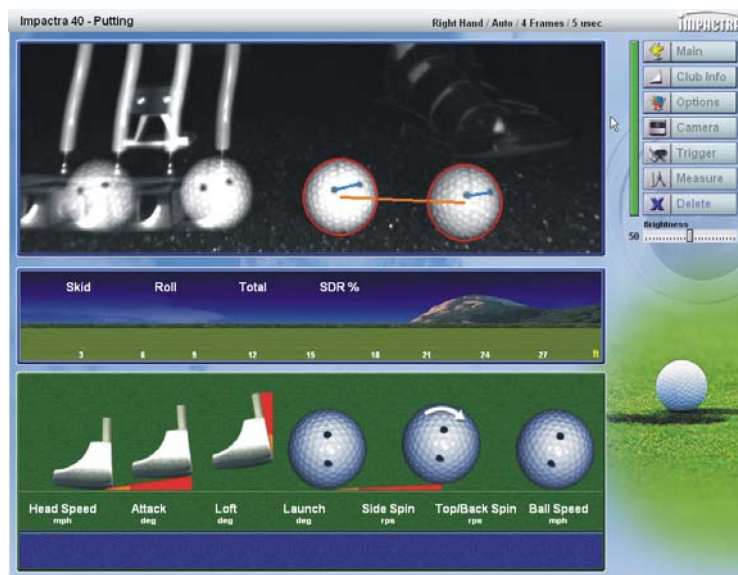 Impactra 40 - Putting
Right Hand / Auto / 4 Frames / 5 usec
IMPACTRA
Main
Club Info
Options
Camera
Trigger
Measure
Delete
Brightness
50
Skid Roll Total SDR %
3 6 9 12 15 18 21 24 27 ft
Head Speed Attack Loft Launch Side Spin Top/Back Spin Ball Speed
mph deg deg deg rps rps mph